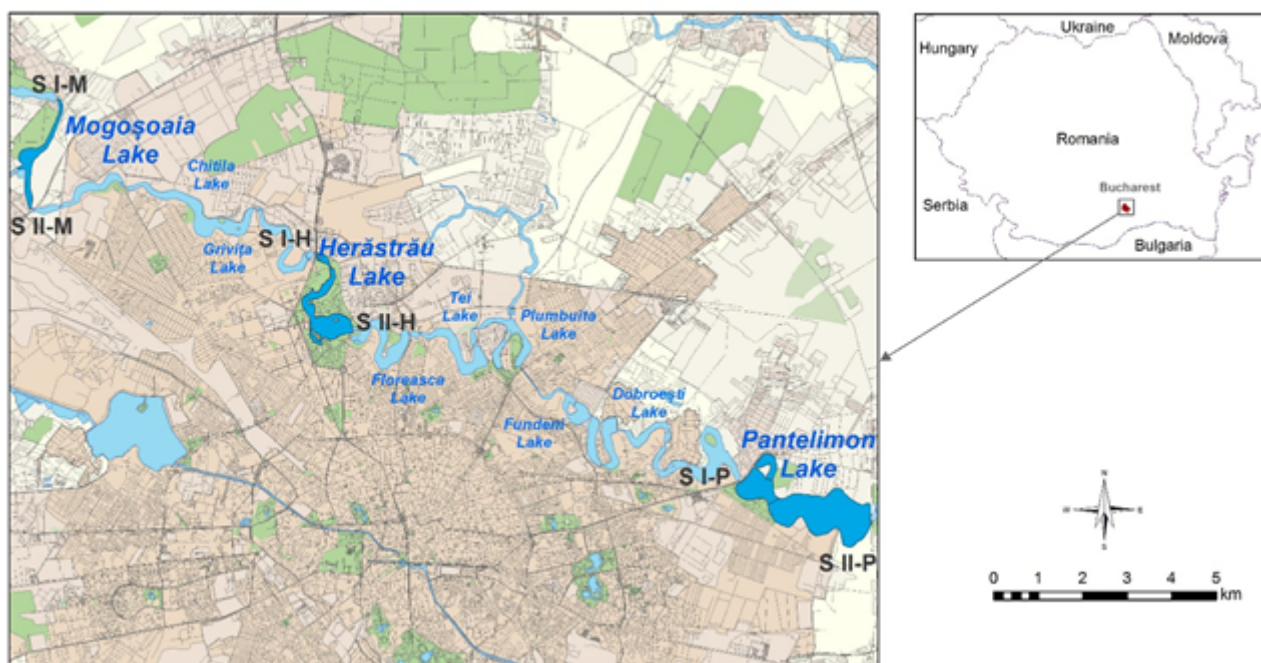 S I-M
Mogoșoaia
Lake
Chitila
Lake
S II-M
S I-H
Grivița
Lake
Herăstrău
Lake
S II-H
Tei
Lake
Plumbuita
Lake
Floreasca
Lake
Dobroești
Lake
Fundeni
Lake
Pantelimon
Lake
S I-P
S II-P
Ukraine
Hungary
Moldova
Romania
Bucharest
Serbia
Bulgaria
N
W
E
S
0 1 2 3 4 5
km